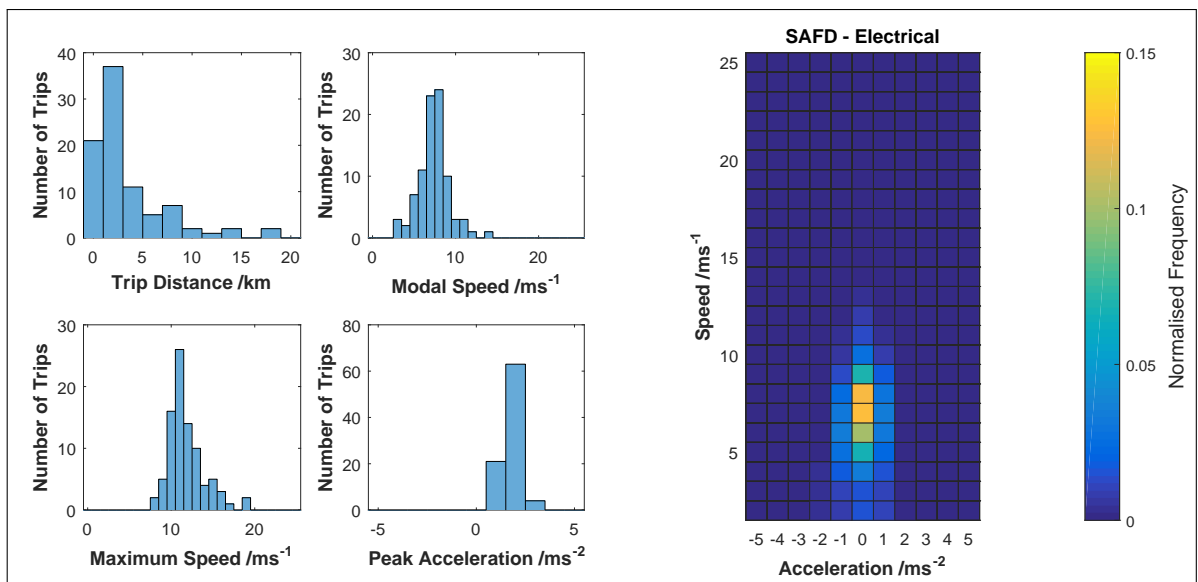 40
30
20
10
0
Number of Trips
0 5 10 15 20
Trip Distance /km
30
20
10
0
Number of Trips
0 10 20
Modal Speed /ms⁻¹
30
20
10
0
Number of Trips
0 10 20
Maximum Speed /ms⁻¹
80
60
40
20
0
Number of Trips
-5 0 5
Peak Acceleration /ms⁻²
SAFD - Electrical
25
20
15
10
5
Speed /ms⁻¹
-5 -4 -3 -2 -1 0 1 2 3 4 5
Acceleration /ms⁻²
0.15
0.1
0.05
0
Normalised Frequency